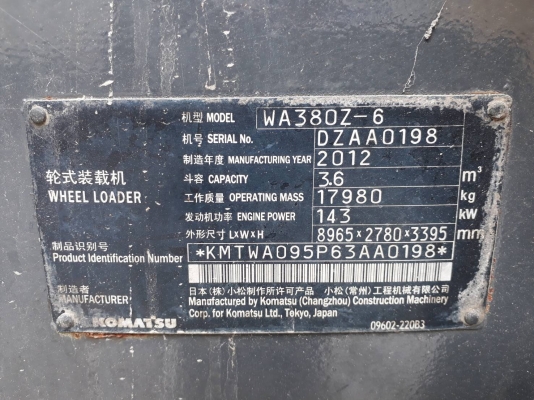 机型 MODEL WA380Z-6
机号 SERIAL No. DZAA0198
制造年度 MANUFACTURING YEAR 2012
斗容 CAPACITY 3.6 m³
工作质量 OPERATING MASS 17980 kg
发动机功率 ENGINE POWER 143 kW
外形尺寸 LxWxH 8965×2780×3395 mm
轮式装载机
WHEEL LOADER
制品识别号
Product Identification Number *KMTWA095P63AA0198*
制造者
MANUFACTURER
KOMATSU
日本(株)小松制作所许可产品 小松(常州)工程机械有限公司
Manufactured by Komatsu (Changzhou) Construction Machinery
Corp. for Komatsu Ltd., Tokyo, Japan
09602-220B3